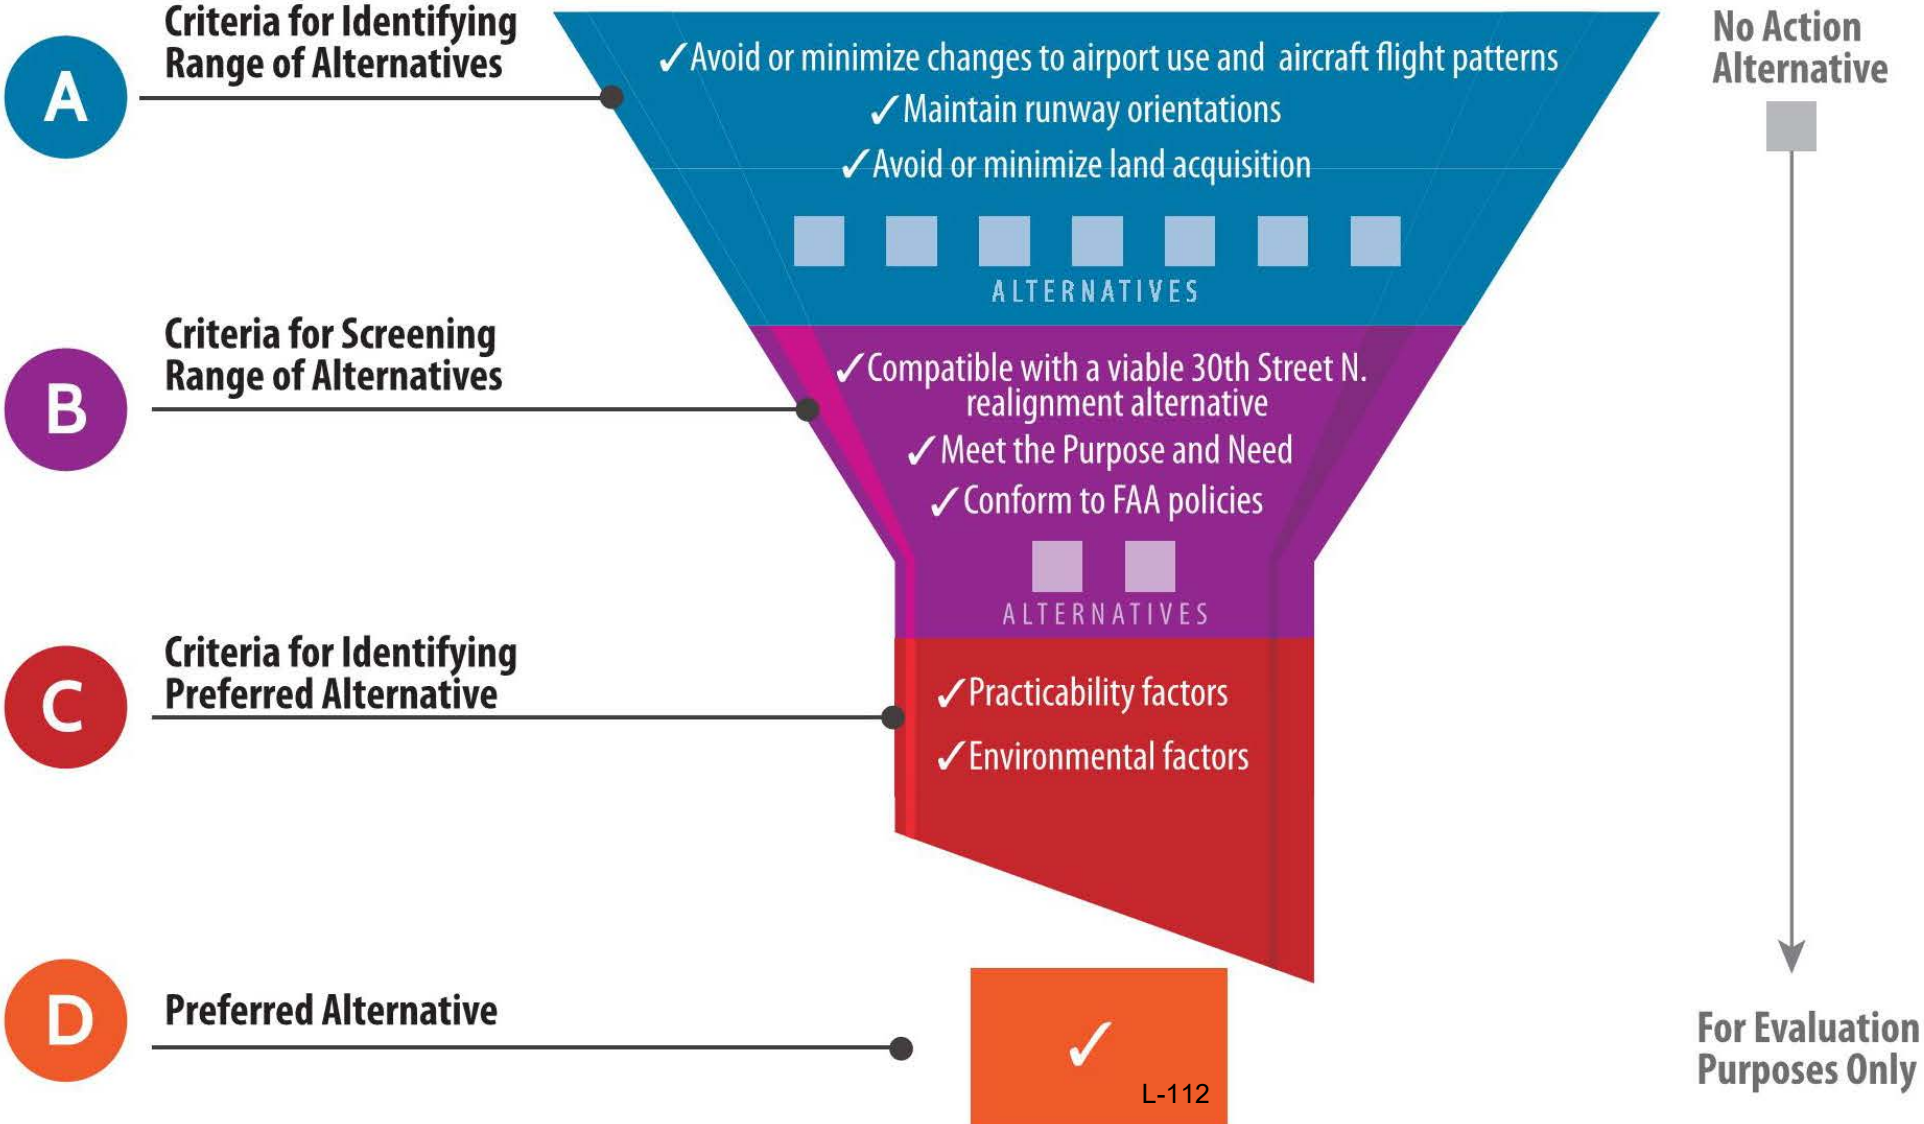 A
Criteria for Identifying
Range of Alternatives
✓Avoid or minimize changes to airport use and aircraft flight patterns
✓Maintain runway orientations
✓Avoid or minimize land acquisition
ALTERNATIVES
No Action
Alternative
B
Criteria for Screening
Range of Alternatives
✓Compatible with a viable 30th Street N.
realignment alternative
✓Meet the Purpose and Need
✓Conform to FAA policies
ALTERNATIVES
C
Criteria for Identifying
Preferred Alternative
✓Practicability factors
✓Environmental factors
D
Preferred Alternative
✓
L-112
For Evaluation
Purposes Only